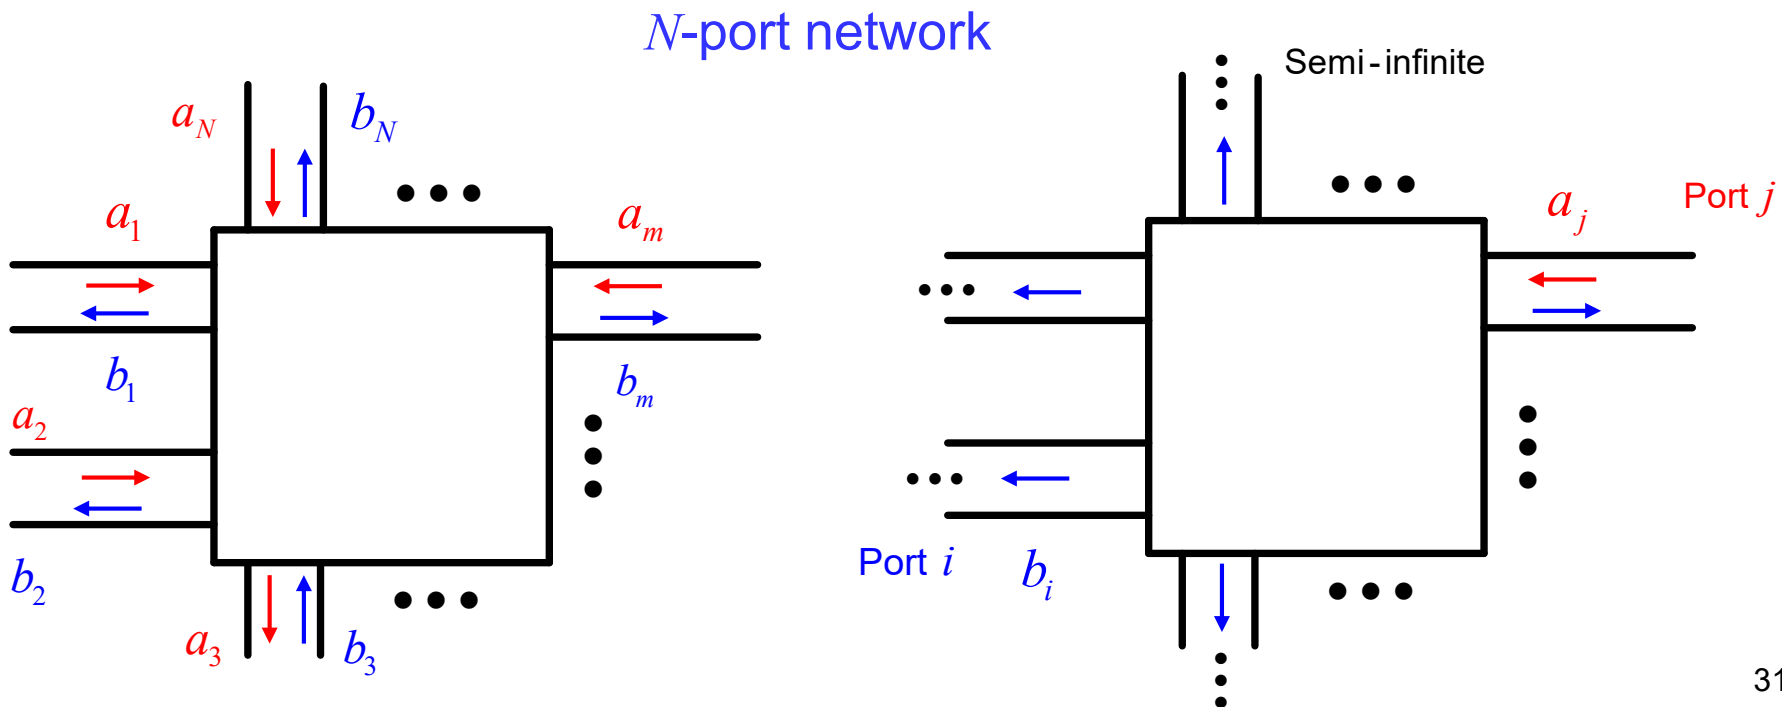 N-port network
Semi-infinite
a_N
b_N
a_1
a_m
b_1
b_m
a_2
b_2
a_3
b_3
a_j
Port j
Port i
b_i
31